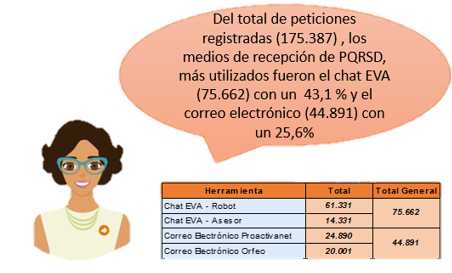 Del total de peticiones
registradas (175.387) , los
medios de recepción de PQRSD,
más utilizados fueron el chat EVA
(75.662) con un 43,1 % y el
correo electrónico (44.891) con
un 25,6%
Herramienta Total Total General
Chat EVA - Robot 61.331 75.662
Chat EVA - Asesor 14.331
Correo Electrónico Proactivanet 24.890 44.891
Correo Electrónico Orfeo 20.001